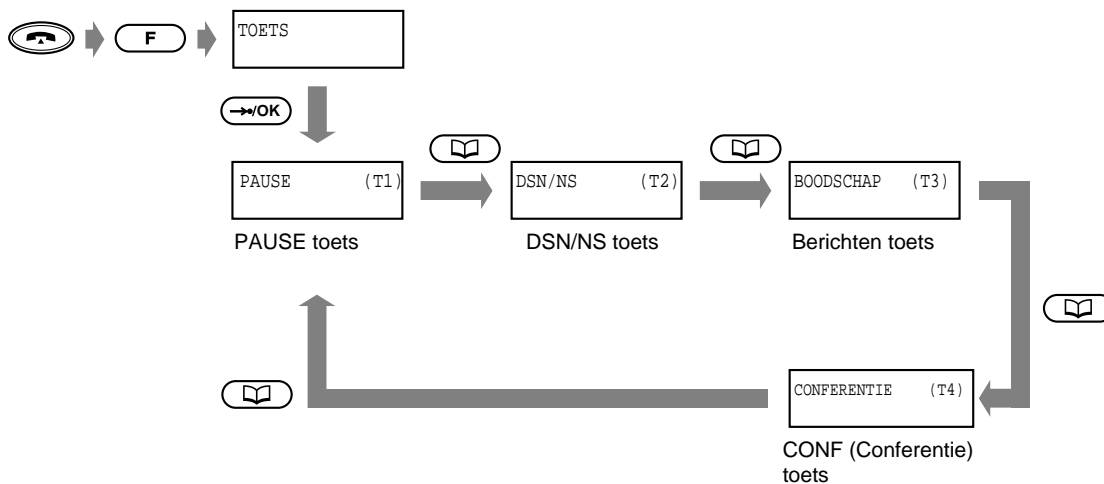 F
TOETS
/OK
PAUSE (T1)
DSN/NS (T2)
BOODSCHAP (T3)
PAUSE toets
DSN/NS toets
Berichten toets
CONFERENTIE (T4)
CONF (Conferentie)
toets